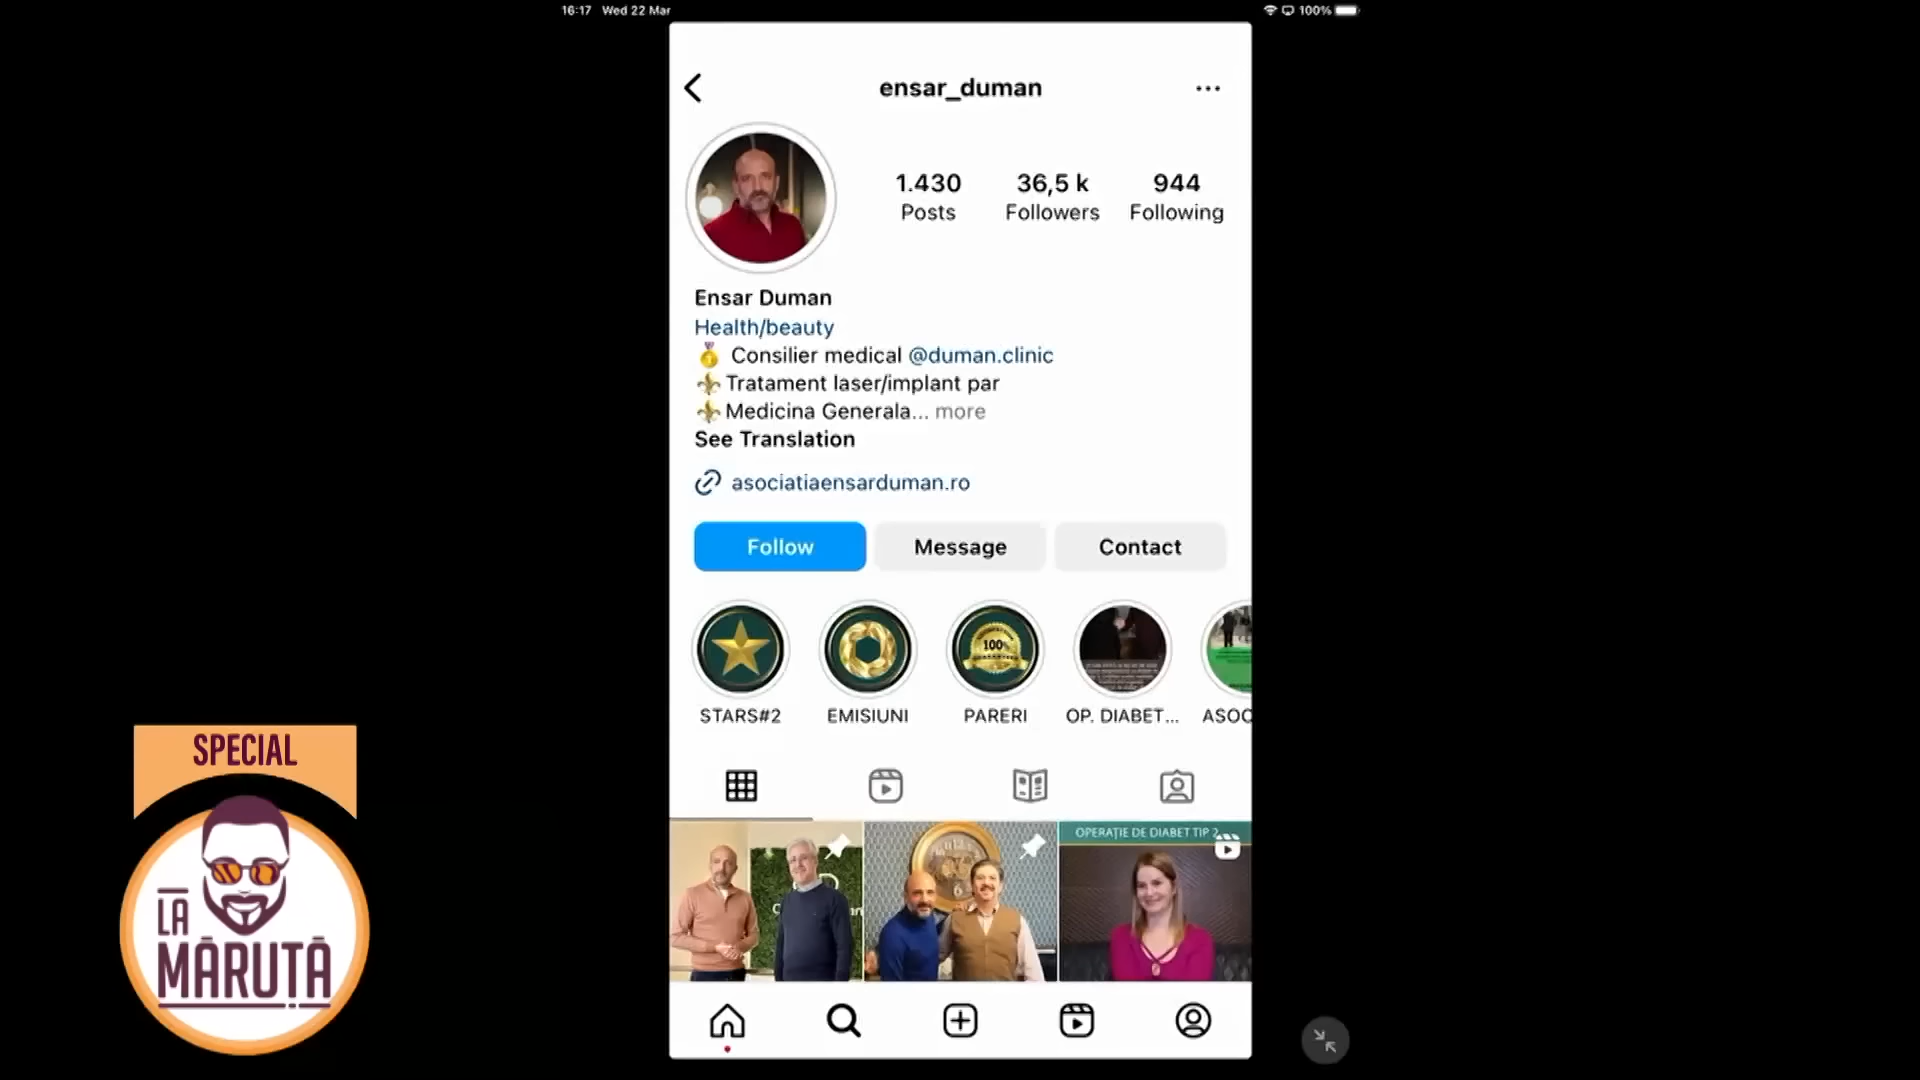 16:17 Wed 22 Mar
100%
ensar_duman
1.430
Posts
36,5 k
Followers
944
Following
Ensar Duman
Health/beauty
Consilier medical @duman.clinic
Tratament laser/implant par
Medicina Generala... more
See Translation
asociatiaensarduman.ro
Follow
Message
Contact
100%
STARS#2
EMISIUNI
PARERI
OP. DIABET...
ASOC
OPERAȚIE DE DIABET TIP 2
SPECIAL
LA
MĂRUȚĂ